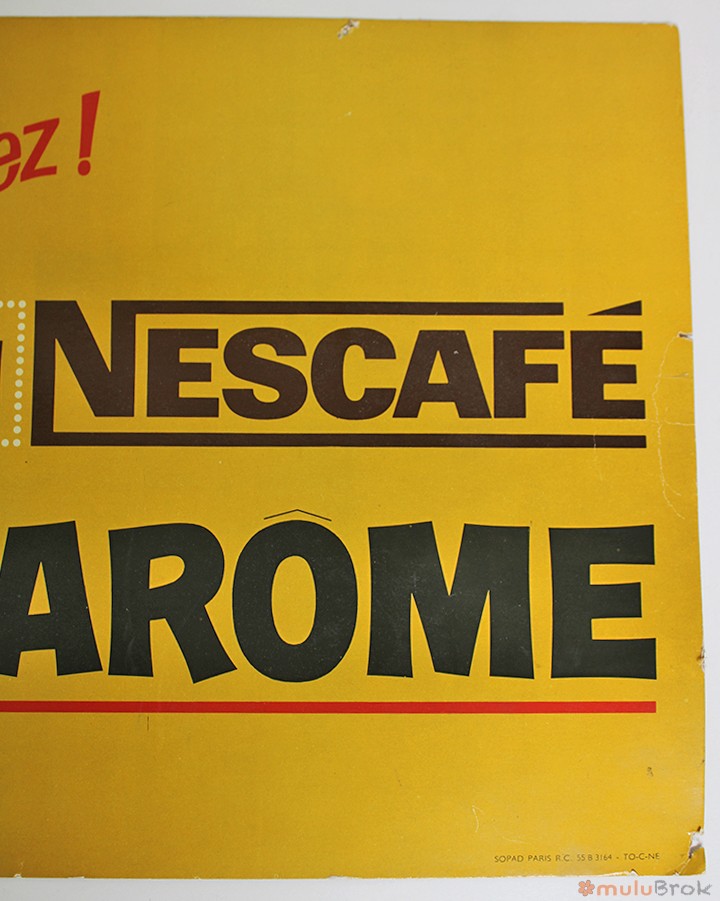 ez !
NESCAFÉ
ARÔME
SOPAD PARIS R.C. 55 B 3164 - TO-C-NE
muluBrok